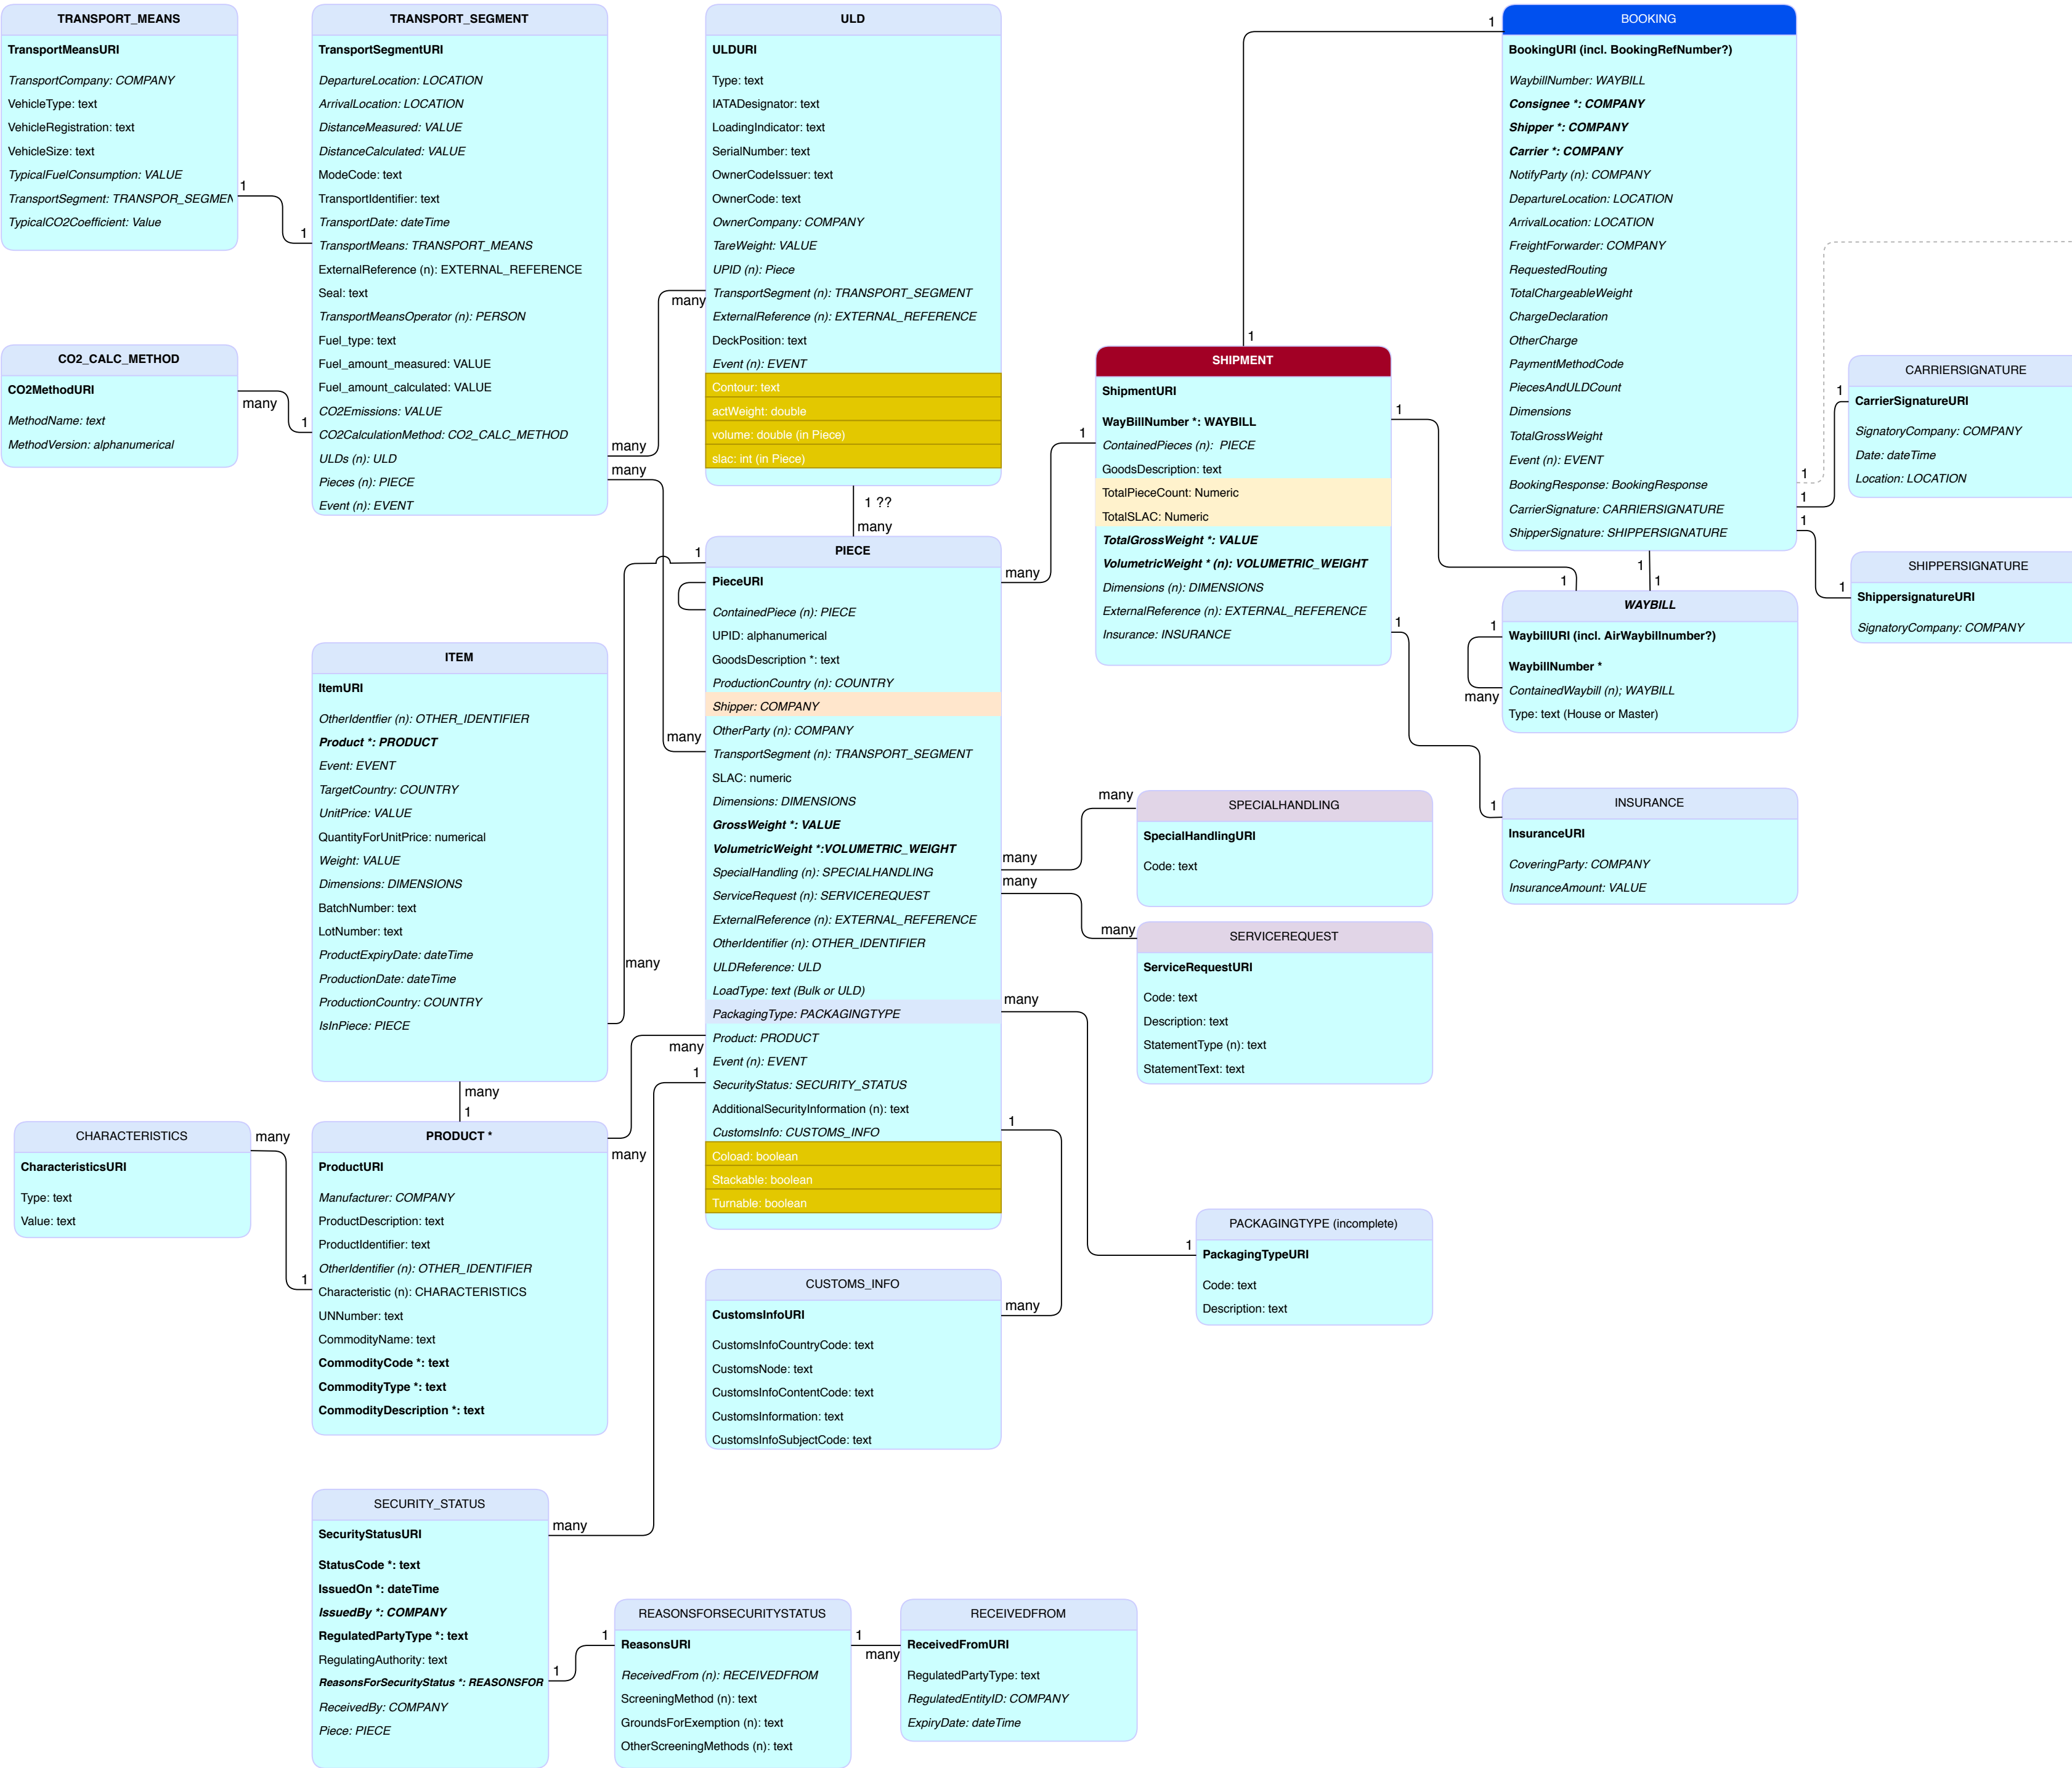 TRANSPORT_MEANS
TransportMeansURI
TransportCompany: COMPANY
VehicleType: text
VehicleRegistration: text
VehicleSize: text
TypicalFuelConsumption: VALUE
TransportSegment: TRANSPOR_SEGMEN
TypicalCO2Coefficient: Value
1
1
CO2_CALC_METHOD
CO2MethodURI
MethodName: text
MethodVersion: alphanumerical
many
1
TRANSPORT_SEGMENT
TransportSegmentURI
DepartureLocation: LOCATION
ArrivalLocation: LOCATION
DistanceMeasured: VALUE
DistanceCalculated: VALUE
ModeCode: text
TransportIdentifier: text
TransportDate: dateTime
TransportMeans: TRANSPORT_MEANS
ExternalReference (n): EXTERNAL_REFERENCE
Seal: text
TransportMeansOperator (n): PERSON
Fuel_type: text
Fuel_amount_measured: VALUE
Fuel_amount_calculated: VALUE
CO2Emissions: VALUE
CO2CalculationMethod: CO2_CALC_METHOD
ULDs (n): ULD
Pieces (n): PIECE
Event (n): EVENT
many
many
many
many
ULD
ULDURI
Type: text
IATADesignator: text
LoadingIndicator: text
SerialNumber: text
OwnerCodeIssuer: text
OwnerCode: text
OwnerCompany: COMPANY
TareWeight: VALUE
UPID (n): Piece
TransportSegment (n): TRANSPORT_SEGMENT
ExternalReference (n): EXTERNAL_REFERENCE
DeckPosition: text
Event (n): EVENT
Contour: text
actWeight: double
volume: double (in Piece)
slac: int (in Piece)
1 ??
many
PIECE
PieceURI
ContainedPiece (n): PIECE
UPID: alphanumerical
GoodsDescription *: text
ProductionCountry (n): COUNTRY
Shipper: COMPANY
OtherParty (n): COMPANY
TransportSegment (n): TRANSPORT_SEGMENT
SLAC: numeric
Dimensions: DIMENSIONS
GrossWeight *: VALUE
VolumetricWeight *:VOLUMETRIC_WEIGHT
SpecialHandling (n): SPECIALHANDLING
ServiceRequest (n): SERVICEREQUEST
ExternalReference (n): EXTERNAL_REFERENCE
OtherIdentifier (n): OTHER_IDENTIFIER
ULDReference: ULD
LoadType: text (Bulk or ULD)
PackagingType: PACKAGINGTYPE
Product: PRODUCT
Event (n): EVENT
SecurityStatus: SECURITY_STATUS
AdditionalSecurityInformation (n): text
CustomsInfo: CUSTOMS_INFO
Coload: boolean
Stackable: boolean
Turnable: boolean
1
many
many
1
many
many
many
many
many
1
many
many
1
many
1
many
SHIPMENT
ShipmentURI
WayBillNumber *: WAYBILL
ContainedPieces (n): PIECE
GoodsDescription: text
TotalPieceCount: Numeric
TotalSLAC: Numeric
TotalGrossWeight *: VALUE
VolumetricWeight * (n): VOLUMETRIC_WEIGHT
Dimensions (n): DIMENSIONS
ExternalReference (n): EXTERNAL_REFERENCE
Insurance: INSURANCE
1
1
1
1
1
1
BOOKING
BookingURI (incl. BookingRefNumber?)
WaybillNumber: WAYBILL
Consignee *: COMPANY
Shipper *: COMPANY
Carrier *: COMPANY
NotifyParty (n): COMPANY
DepartureLocation: LOCATION
ArrivalLocation: LOCATION
FreightForwarder: COMPANY
RequestedRouting
TotalChargeableWeight
ChargeDeclaration
OtherCharge
PaymentMethodCode
PiecesAndULDCount
Dimensions
TotalGrossWeight
Event (n): EVENT
BookingResponse: BookingResponse
CarrierSignature: CARRIERSIGNATURE
ShipperSignature: SHIPPERSIGNATURE
1
1
1
1
1
1
1
CARRIERSIGNATURE
CarrierSignatureURI
SignatoryCompany: COMPANY
Date: dateTime
Location: LOCATION
SHIPPERSIGNATURE
ShippersignatureURI
SignatoryCompany: COMPANY
WAYBILL
WaybillURI (incl. AirWaybillnumber?)
WaybillNumber *
ContainedWaybill (n); WAYBILL
Type: text (House or Master)
1
many
INSURANCE
InsuranceURI
CoveringParty: COMPANY
InsuranceAmount: VALUE
ITEM
ItemURI
OtherIdentfier (n): OTHER_IDENTIFIER
Product *: PRODUCT
Event: EVENT
TargetCountry: COUNTRY
UnitPrice: VALUE
QuantityForUnitPrice: numerical
Weight: VALUE
Dimensions: DIMENSIONS
BatchNumber: text
LotNumber: text
ProductExpiryDate: dateTime
ProductionDate: dateTime
ProductionCountry: COUNTRY
IsInPiece: PIECE
many
1
SPECIALHANDLING
SpecialHandlingURI
Code: text
SERVICEREQUEST
ServiceRequestURI
Code: text
Description: text
StatementType (n): text
StatementText: text
CHARACTERISTICS
CharacteristicsURI
Type: text
Value: text
many
1
PRODUCT *
ProductURI
Manufacturer: COMPANY
ProductDescription: text
ProductIdentifier: text
OtherIdentifier (n): OTHER_IDENTIFIER
Characteristic (n): CHARACTERISTICS
UNNumber: text
CommodityName: text
CommodityCode *: text
CommodityType *: text
CommodityDescription *: text
CUSTOMS_INFO
CustomsInfoURI
CustomsInfoCountryCode: text
CustomsNode: text
CustomsInfoContentCode: text
CustomsInformation: text
CustomsInfoSubjectCode: text
PACKAGINGTYPE (incomplete)
PackagingTypeURI
Code: text
Description: text
SECURITY_STATUS
SecurityStatusURI
StatusCode *: text
IssuedOn *: dateTime
IssuedBy *: COMPANY
RegulatedPartyType *: text
RegulatingAuthority: text
ReasonsForSecurityStatus *: REASONSFOR
ReceivedBy: COMPANY
Piece: PIECE
many
1
1
REASONSFORSECURITYSTATUS
ReasonsURI
ReceivedFrom (n): RECEIVEDFROM
ScreeningMethod (n): text
GroundsForExemption (n): text
OtherScreeningMethods (n): text
1
many
RECEIVEDFROM
ReceivedFromURI
RegulatedPartyType: text
RegulatedEntityID: COMPANY
ExpiryDate: dateTime